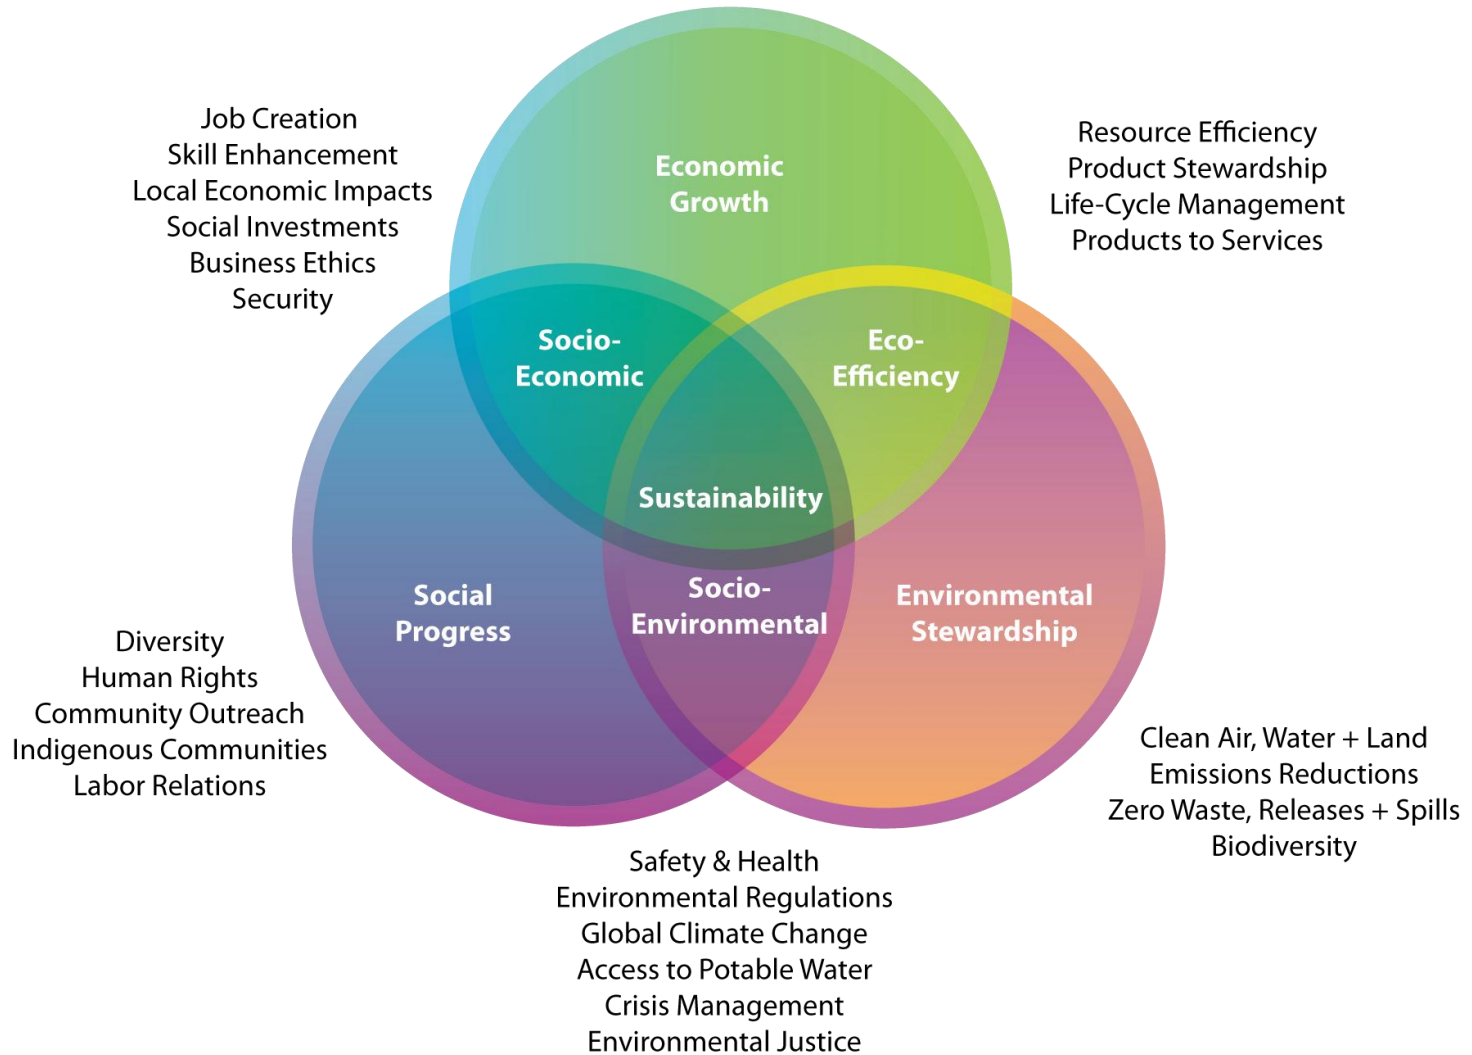 Job Creation
Skill Enhancement
Local Economic Impacts
Social Investments
Business Ethics
Security
Economic
Growth
Resource Efficiency
Product Stewardship
Life-Cycle Management
Products to Services
Socio-
Economic
Eco-
Efficiency
Sustainability
Social
Progress
Socio-
Environmental
Environmental
Stewardship
Diversity
Human Rights
Community Outreach
Indigenous Communities
Labor Relations
Clean Air, Water + Land
Emissions Reductions
Zero Waste, Releases + Spills
Biodiversity
Safety & Health
Environmental Regulations
Global Climate Change
Access to Potable Water
Crisis Management
Environmental Justice